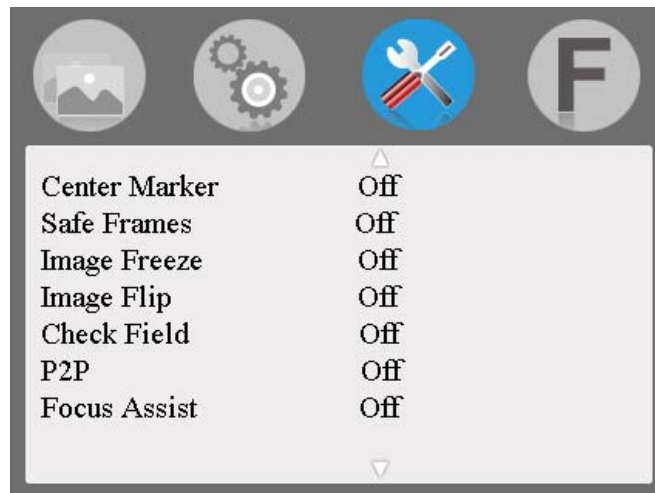 F
Center Marker Off
Safe Frames Off
Image Freeze Off
Image Flip Off
Check Field Off
P2P Off
Focus Assist Off